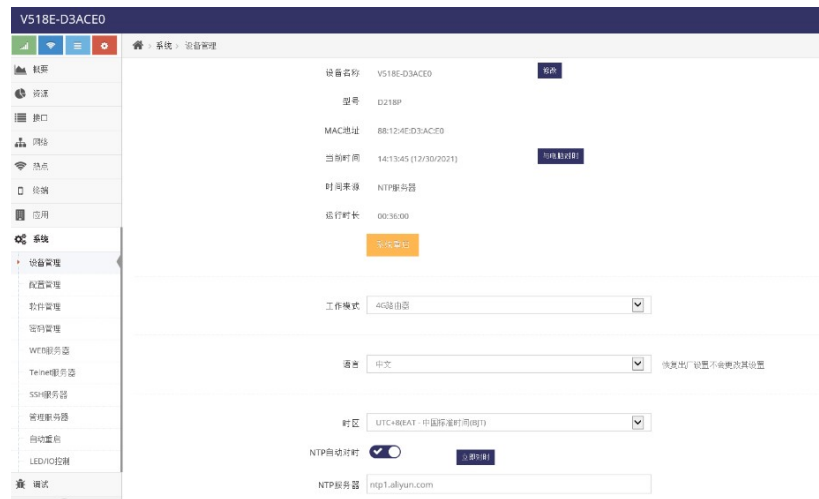 V518E-D3ACE0
系统 设备管理
概要
资源
接口
网络
热点
终端
应用
系统
设备管理
配置管理
软件管理
密码管理
WEB服务器
Telnet服务器
SSH服务器
管理服务器
自动重启
LED/IO控制
调试
设备名称 V518E-D3ACE0 修改
型号 D218P
MAC地址 88:12:4E:D3:AC:E0
当前时间 14:13:45 (12/30/2021) 与电脑对时
时间来源 NTP服务器
运行时长 00:36:00
系统重启
工作模式 4G路由器
语言 中文 恢复出厂设置不会更改其设置
时区 UTC+8(EAT - 中国标准时间(BJT)
NTP自动对时 立即对时
NTP服务器 ntp1.aliyun.com